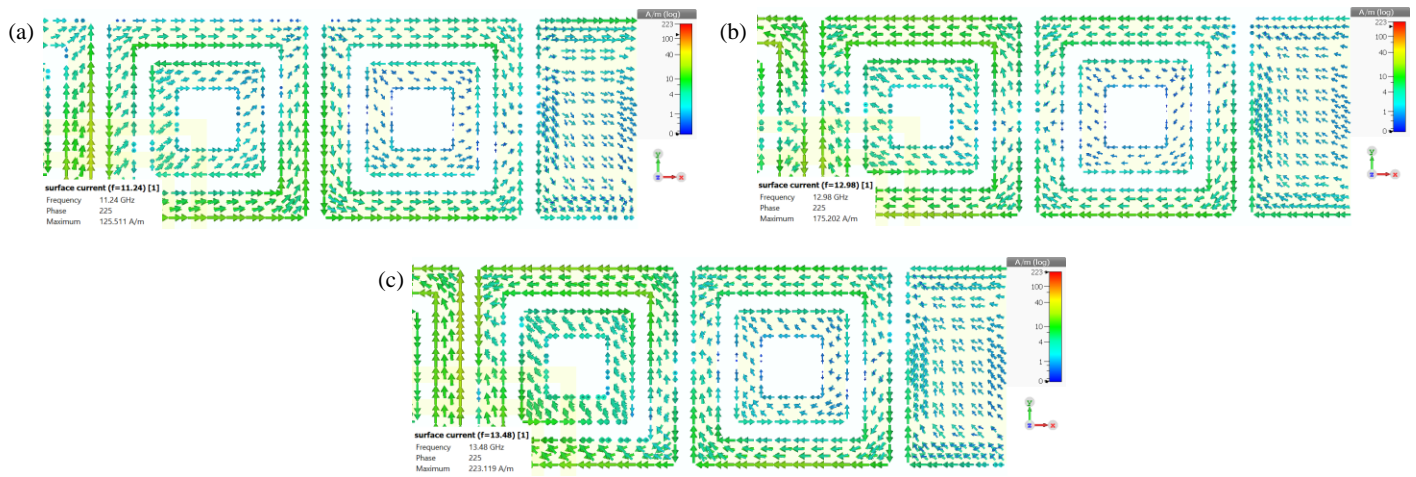 (a)
A/m (log)
223
100
40
10
4
1
0
Y
Z
X
surface current (f=11.24) [1]
Frequency 11.24 GHz
Phase 225
Maximum 125.511 A/m
(b)
A/m (log)
223
100
40
10
4
1
0
Y
Z
X
surface current (f=12.98) [1]
Frequency 12.98 GHz
Phase 225
Maximum 175.202 A/m
(c)
A/m (log)
223
100
40
10
4
1
0
Y
Z
X
surface current (f=13.48) [1]
Frequency 13.48 GHz
Phase 225
Maximum 223.119 A/m